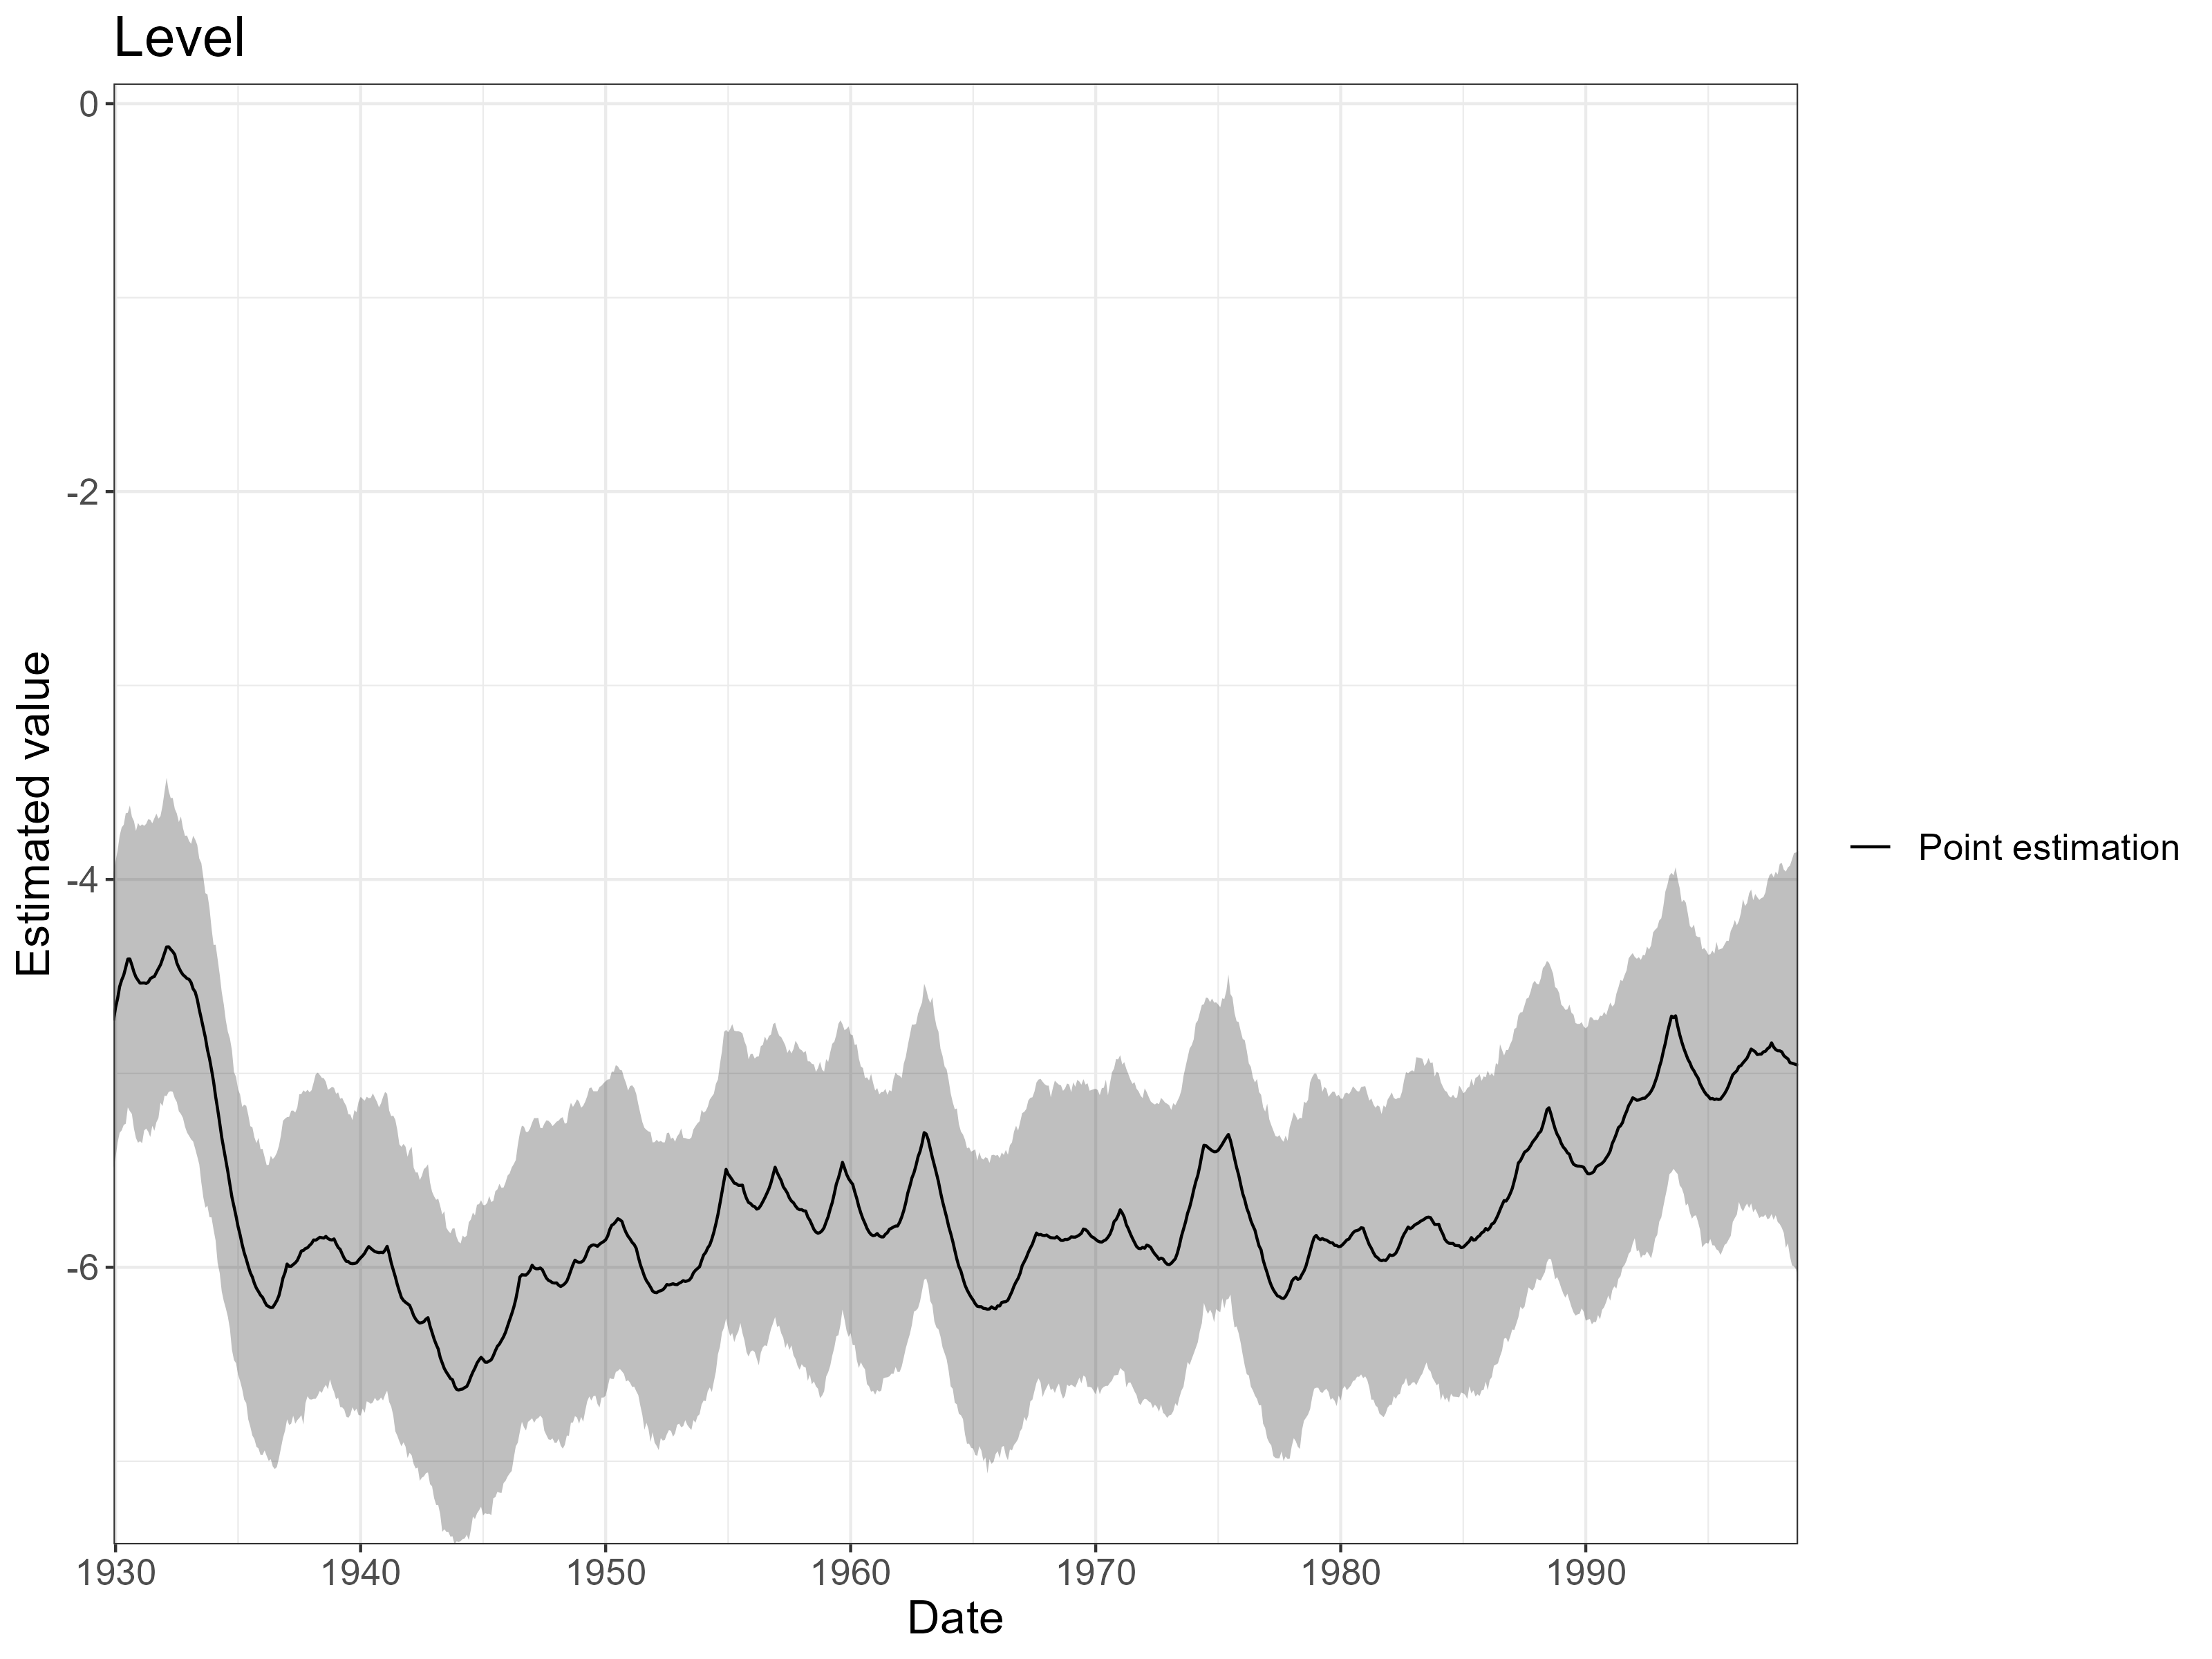 Level
Estimated value
0
-2
-4
-6
1930 1940 1950 1960 1970 1980 1990
Date
Point estimation